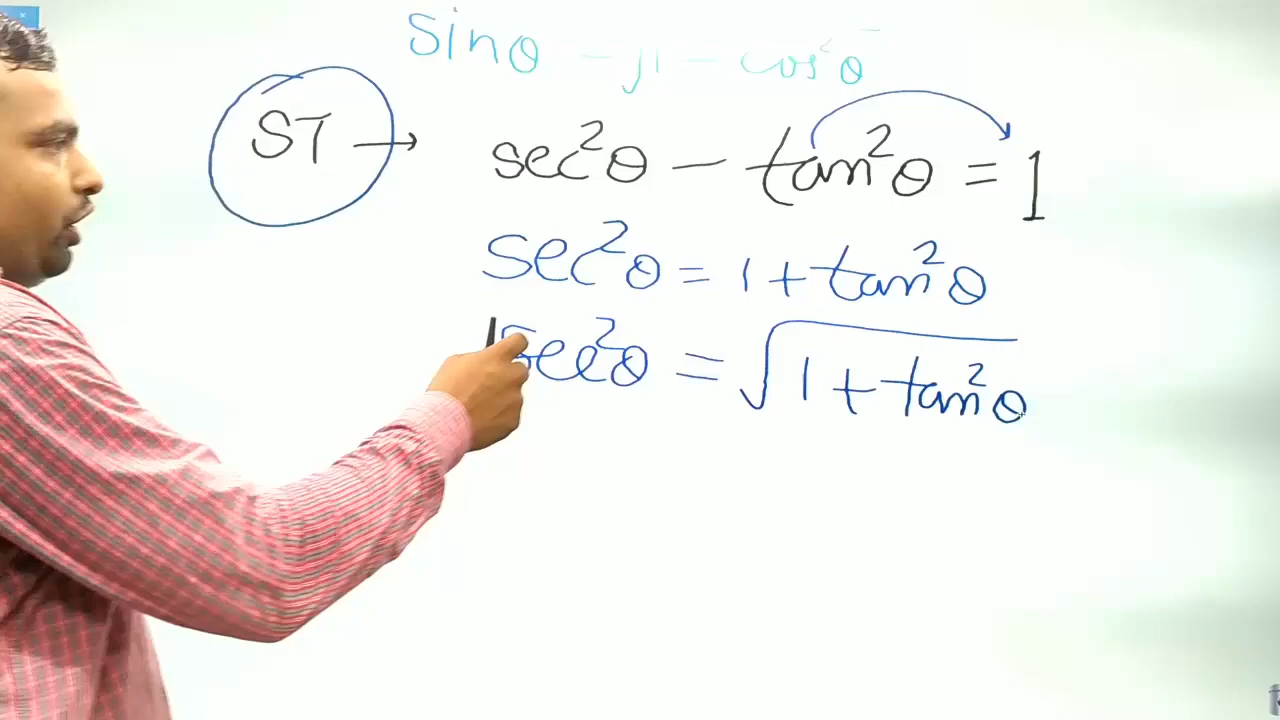 sinθ = √1 - cos²θ
ST → sec²θ - tan²θ = 1
sec²θ = 1 + tan²θ
sec²θ = √1 + tan²θ